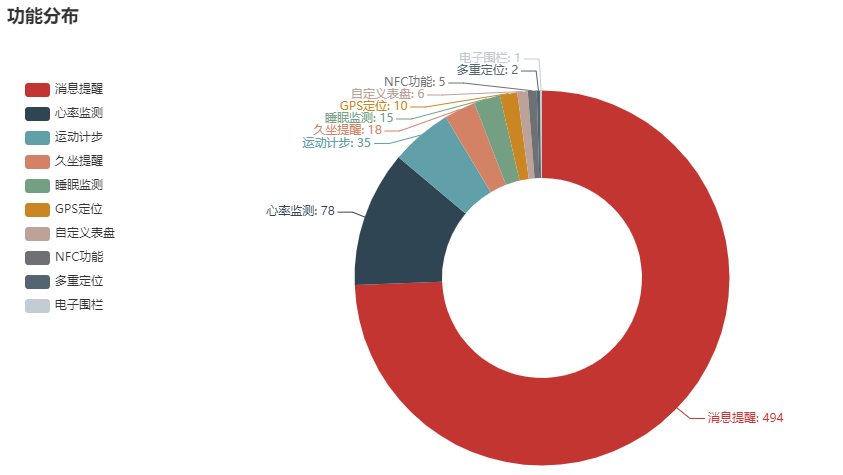 功能分布
消息提醒
心率监测
运动计步
久坐提醒
睡眠监测
GPS定位
自定义表盘
NFC功能
多重定位
电子围栏
电子围栏: 1
多重定位: 2
NFC功能: 5
自定义表盘: 6
GPS定位: 10
睡眠监测: 15
久坐提醒: 18
运动计步: 35
心率监测: 78
消息提醒: 494